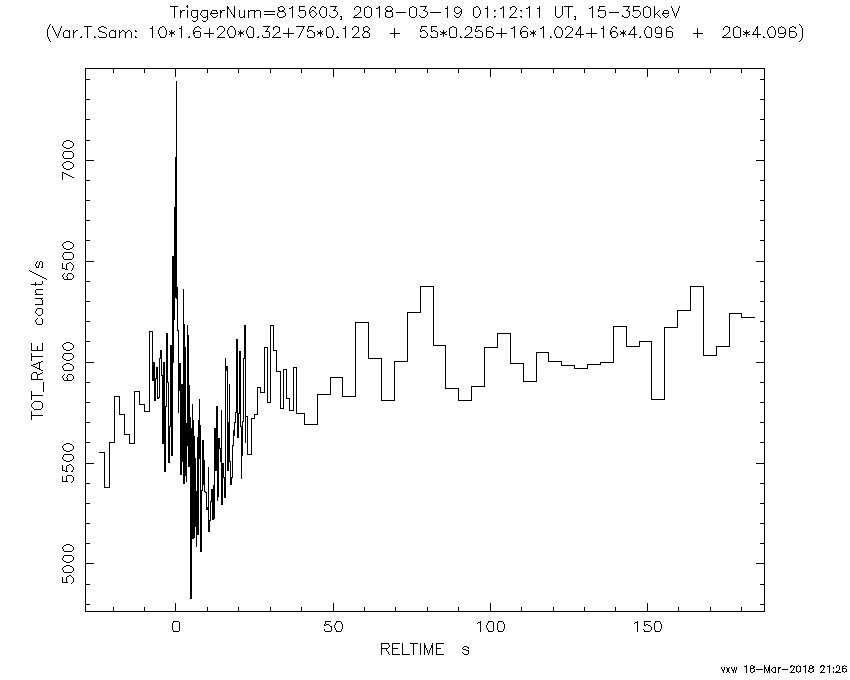 TriggerNum=815603, 2018-03-19 01:12:11 UT, 15-350keV
(Var.T.Sam: 10*1.6+20*0.32+75*0.128 + 55*0.256+16*1.024+16*4.096 + 20*4.096)
7000
6500
6000
5500
5000
TOT_RATE count/s
0 50 100 150
RELTIME s
vxw 18-Mar-2018 21:26